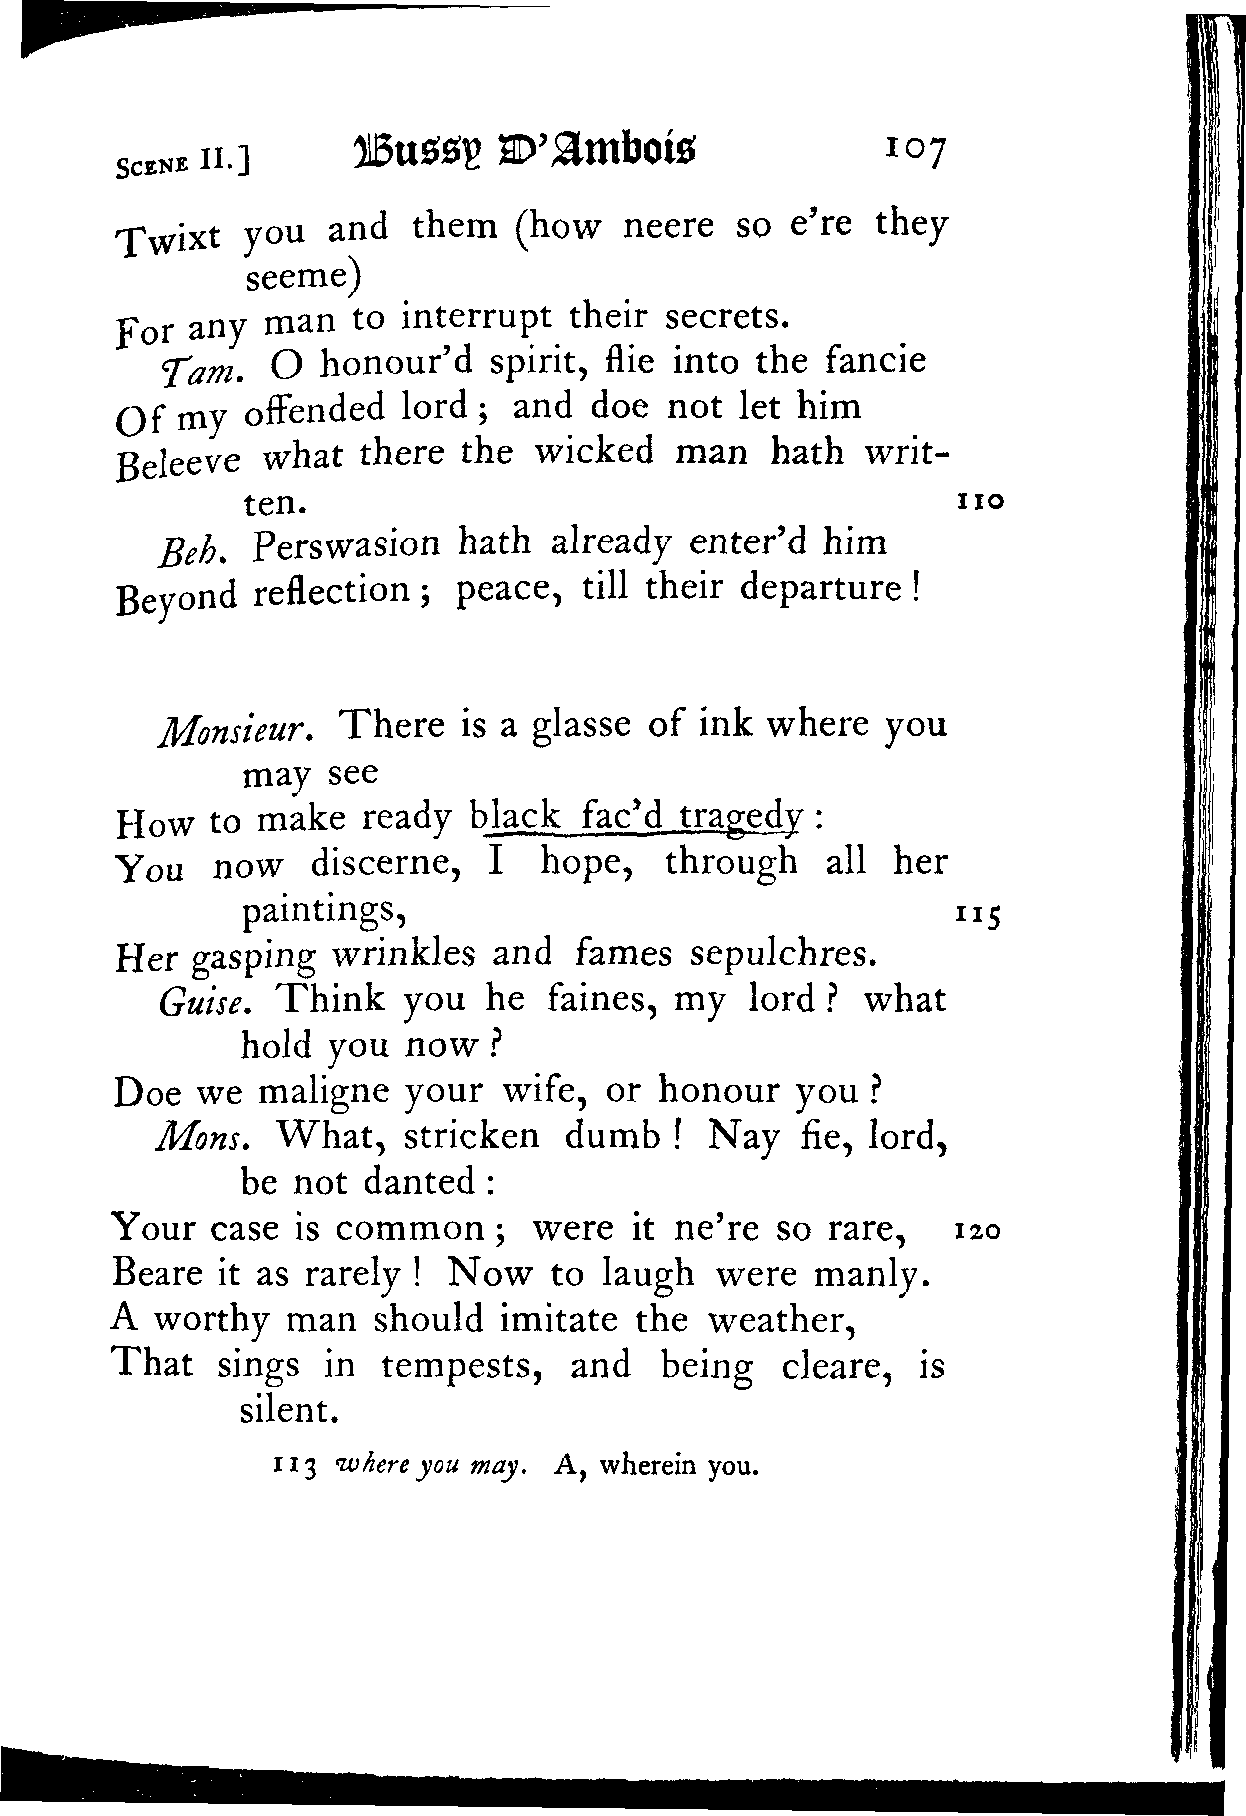 SCENE II.] Bussy D'Ambois 107
Twixt you and them (how neere so e're they
seeme)
For any man to interrupt their secrets.
Tam. O honour'd spirit, flie into the fancie
Of my offended lord ; and doe not let him
Beleeve what there the wicked man hath writ-
ten. 110
Beh. Perswasion hath already enter'd him
Beyond reflection ; peace, till their departure !
Monsieur. There is a glasse of ink where you
may see
How to make ready black fac'd tragedy :
You now discerne, I hope, through all her
paintings, 115
Her gasping wrinkles and fames sepulchres.
Guise. Think you he faines, my lord ? what
hold you now ?
Doe we maligne your wife, or honour you ?
Mons. What, stricken dumb ! Nay fie, lord,
be not danted :
Your case is common ; were it ne're so rare, 120
Beare it as rarely ! Now to laugh were manly.
A worthy man should imitate the weather,
That sings in tempests, and being cleare, is
silent.
113 where you may. A, wherein you.